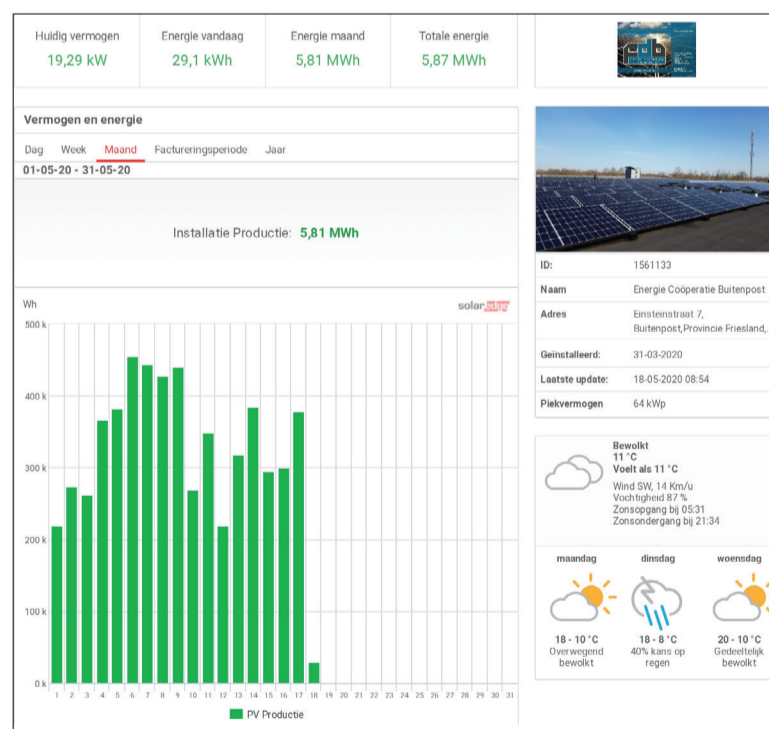 Huidig vermogen
19,29 kW
Energie vandaag
29,1 kWh
Energie maand
5,81 MWh
Totale energie
5,87 MWh
Vermogen en energie
Dag Week Maand Factureringsperiode Jaar
01-05-20 - 31-05-20
Installatie Productie: 5,81 MWh
Wh
solaredge
500 k
400 k
300 k
200 k
100 k
0 k
1 2 3 4 5 6 7 8 9 10 11 12 13 14 15 16 17 18 19 20 21 22 23 24 25 26 27 28 29 30 31
PV Productie
ID: 1561133
Naam Energie Coöperatie Buitenpost
Adres Einsteinstraat 7,
Buitenpost,Provincie Friesland,.
Geïnstalleerd: 31-03-2020
Laatste update: 18-05-2020 08:54
Piekvermogen 64 kWp
Bewolkt
11 °C
Voelt als 11 °C
Wind SW, 14 Km/u
Vochtigheid 87 %
Zonsopgang bij 05:31
Zonsondergang bij 21:34
maandag
18 - 10 °C
Overwegend
bewolkt
dinsdag
18 - 8 °C
40% kans op
regen
woensdag
20 - 10 °C
Gedeeltelijk
bewolkt